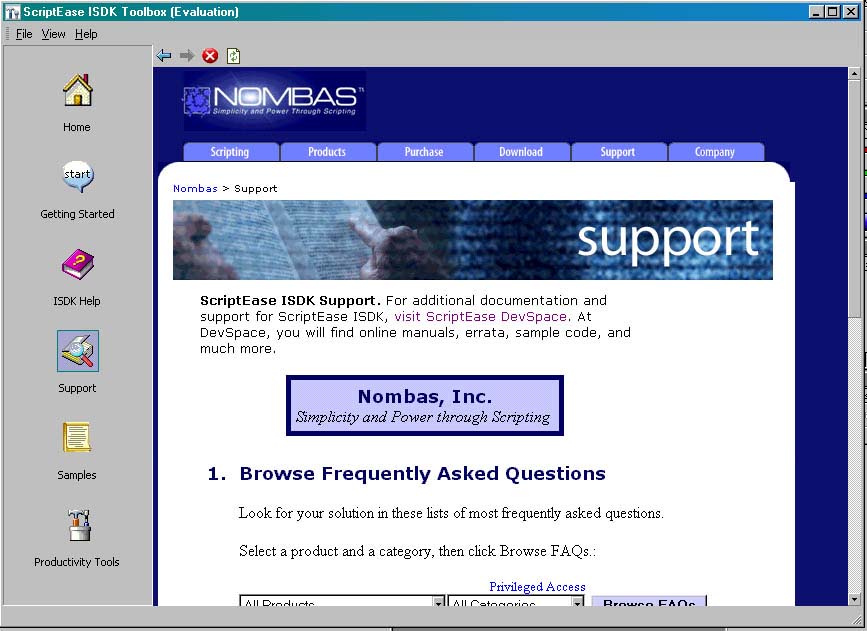 ScriptEase ISDK Toolbox (Evaluation)
File View Help
Home
start
Getting Started
ISDK Help
Support
Samples
Productivity Tools
NOMBAS™
Simplicity and Power Through Scripting
Scripting Products Purchase Download Support Company
Nombas > Support
support
ScriptEase ISDK Support. For additional documentation and
support for ScriptEase ISDK, visit ScriptEase DevSpace. At
DevSpace, you will find online manuals, errata, sample code, and
much more.
Nombas, Inc.
Simplicity and Power through Scripting
1. Browse Frequently Asked Questions
Look for your solution in these lists of most frequently asked questions.
Select a product and a category, then click Browse FAQs.:
Privileged Access
All Products All Categories Browse FAQs